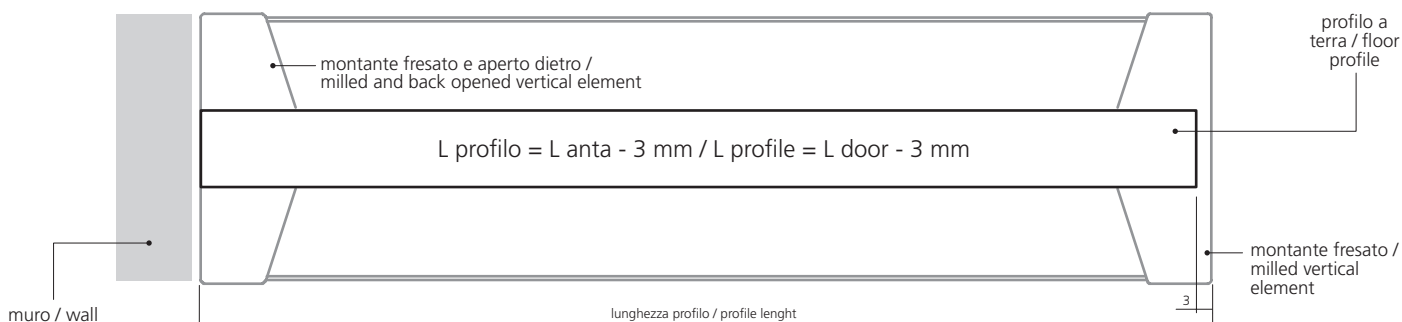 profilo a
terra / floor
profile
montante fresato e aperto dietro /
milled and back opened vertical element
L profilo = L anta - 3 mm / L profile = L door - 3 mm
montante fresato /
milled vertical
element
3
muro / wall
lunghezza profilo / profile lenght